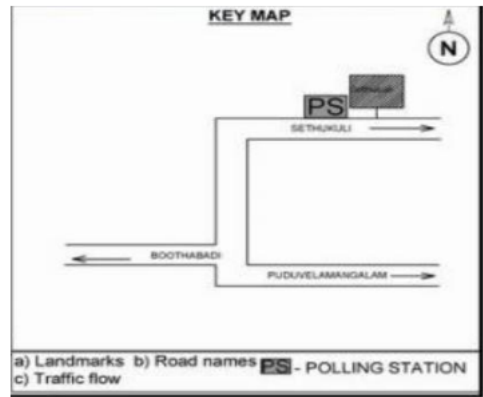 KEY MAP
N
PS
SETHUKULI
BOOTHABADI
PUDUVELAMANGALAM
a) Landmarks b) Road names PS - POLLING STATION
c) Traffic flow